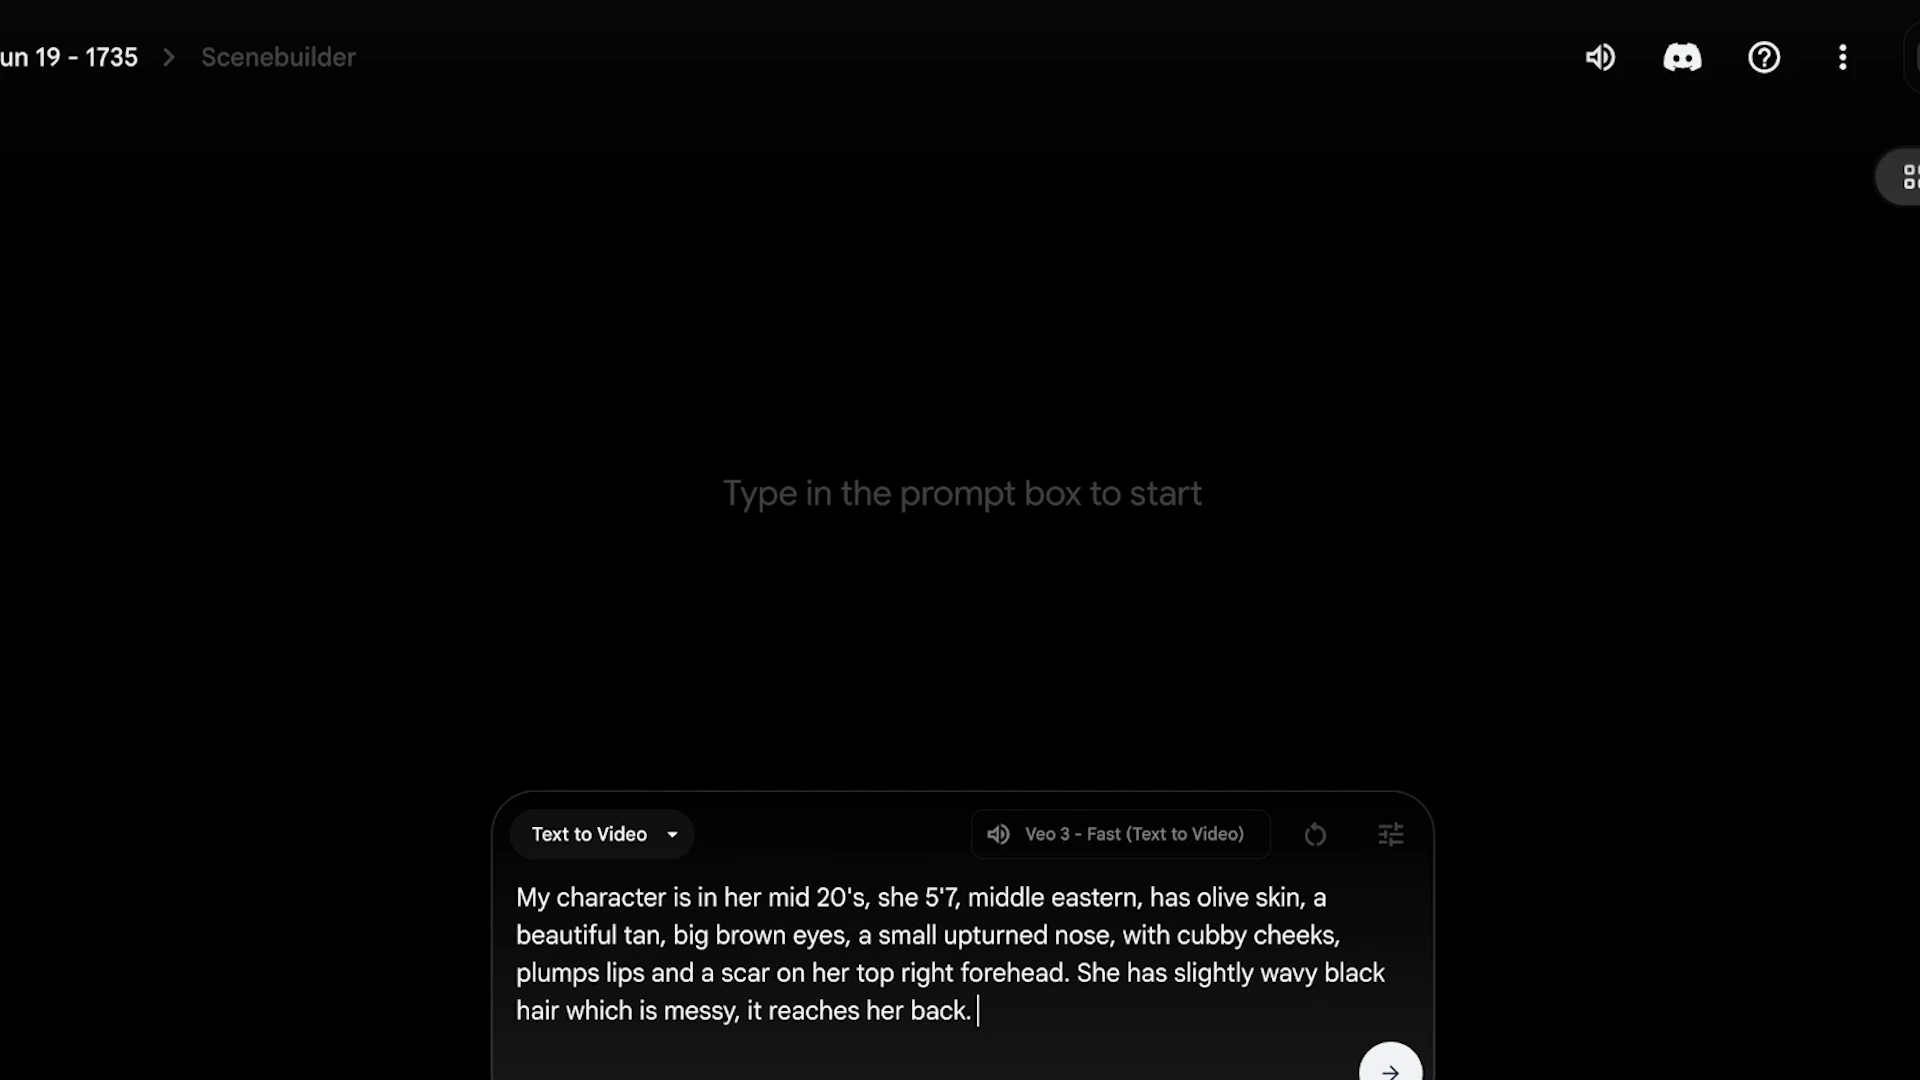 un 19 - 1735 > Scenebuilder
Type in the prompt box to start
Text to Video
Veo 3 - Fast (Text to Video)
My character is in her mid 20's, she 5'7, middle eastern, has olive skin, a
beautiful tan, big brown eyes, a small upturned nose, with cubby cheeks,
plumps lips and a scar on her top right forehead. She has slightly wavy black
hair which is messy, it reaches her back.